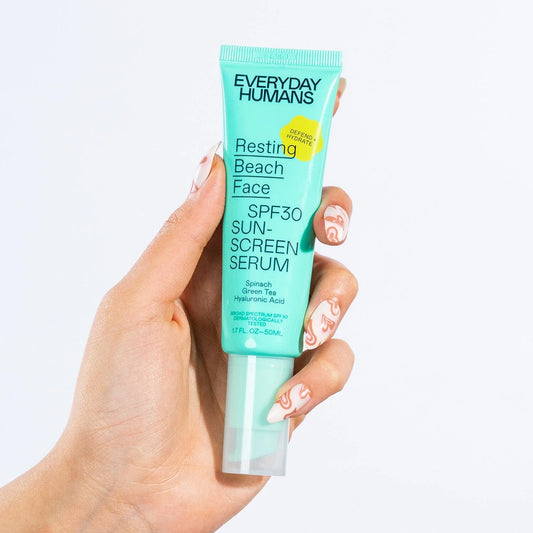 EVERYDAY
HUMANS
DEFEND +
HYDRATE
Resting
Beach
Face
SPF30
SUN-
SCREEN
SERUM
Spinach
Green Tea
Hyaluronic Acid
BROAD SPECTRUM SPF 30
DERMATOLOGICALLY
TESTED
1.7 FL. OZ–50ML